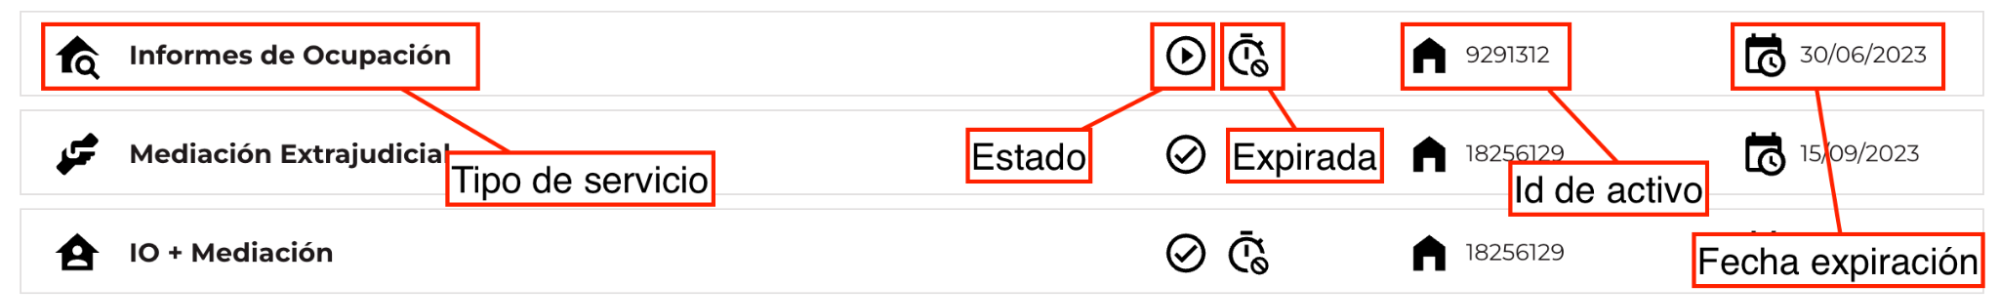 Informes de Ocupación
9291312
30/06/2023
Estado
Expirada
Mediación Extrajudicial
18256129
15/09/2023
Tipo de servicio
Id de activo
IO + Mediación
18256129
Fecha expiración